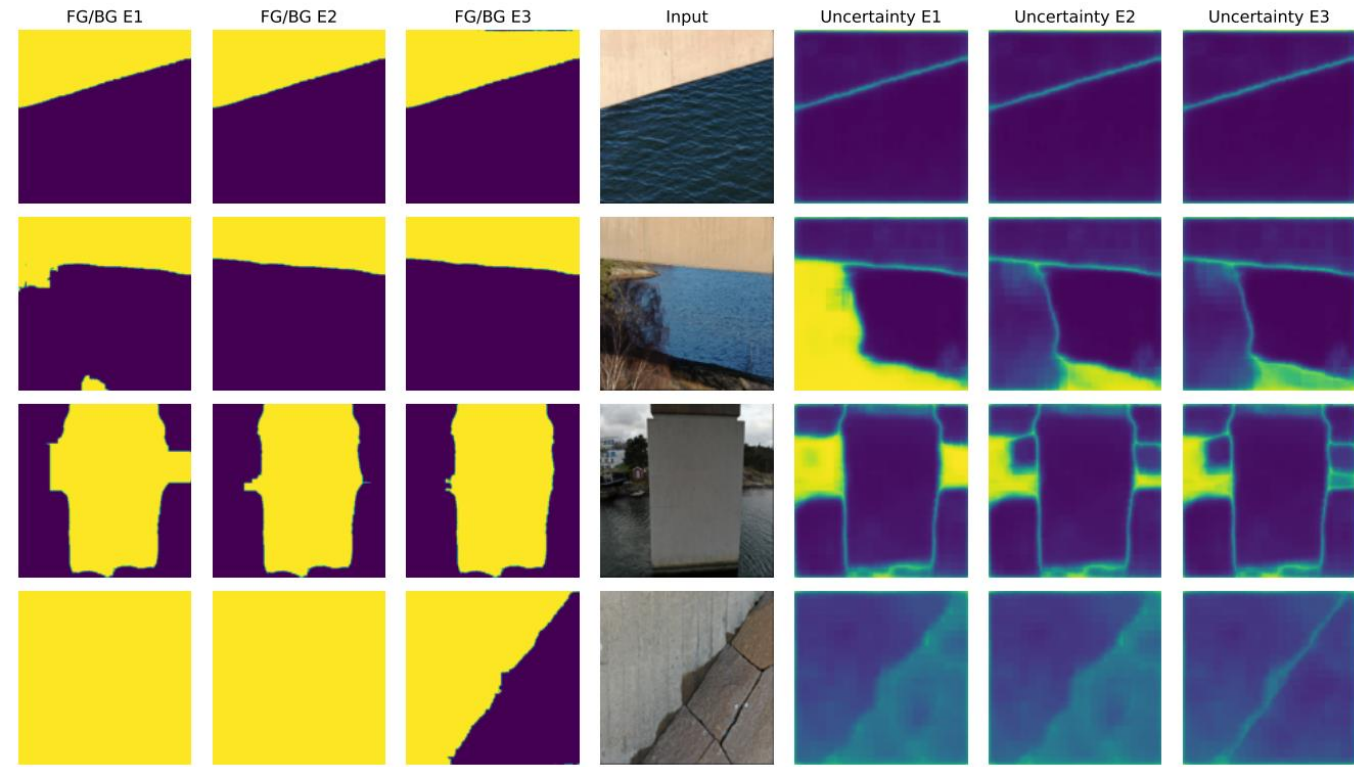 FG/BG E1
FG/BG E2
FG/BG E3
Input
Uncertainty E1
Uncertainty E2
Uncertainty E3